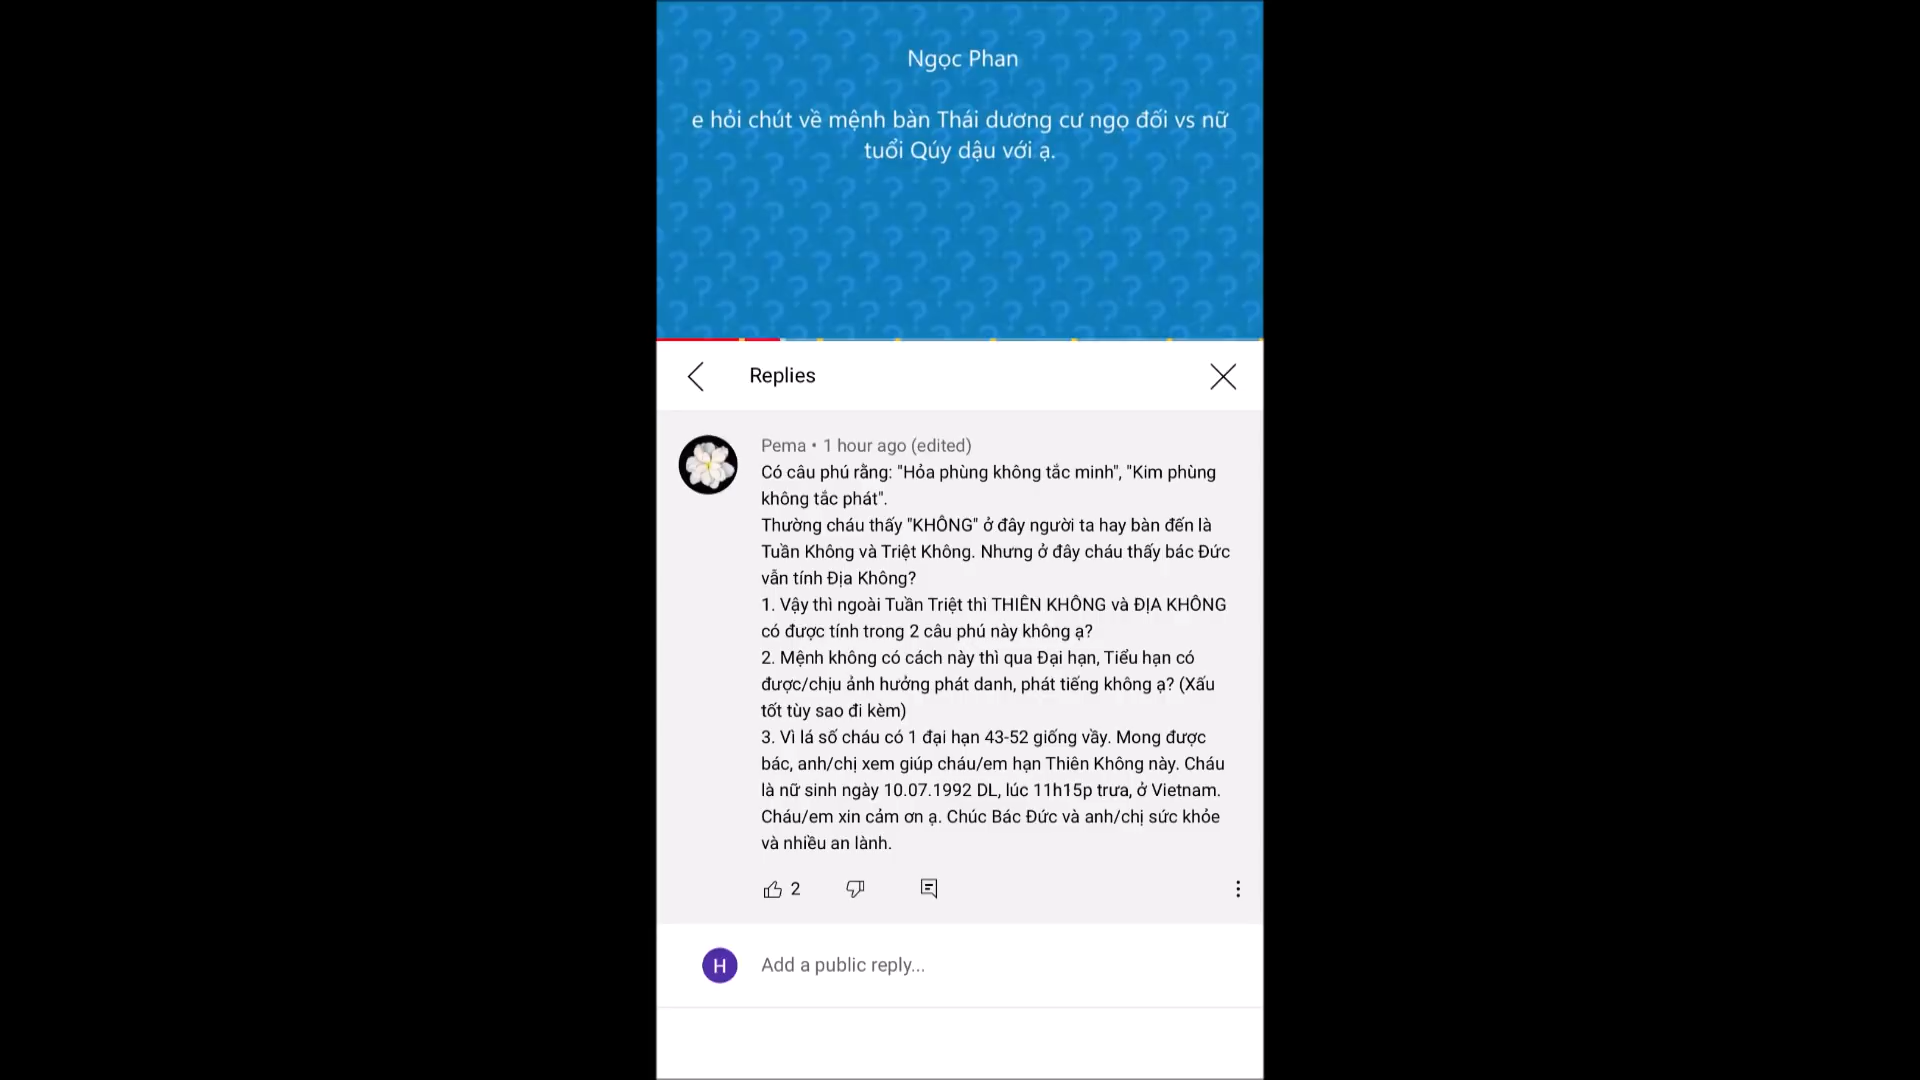 Ngọc Phan
e hỏi chút về mệnh bàn Thái dương cư ngọ đối vs nữ
tuổi Qúy dậu với ạ.
Replies
Pema • 1 hour ago (edited)
Có câu phú rằng: "Hỏa phùng không tắc minh", "Kim phùng
không tắc phát".
Thường cháu thấy "KHÔNG" ở đây người ta hay bàn đến là
Tuần Không và Triệt Không. Nhưng ở đây cháu thấy bác Đức
vẫn tính Địa Không?
1. Vậy thì ngoài Tuần Triệt thì THIÊN KHÔNG và ĐỊA KHÔNG
có được tính trong 2 câu phú này không ạ?
2. Mệnh không có cách này thì qua Đại hạn, Tiểu hạn có
được/chịu ảnh hưởng phát danh, phát tiếng không ạ? (Xấu
tốt tùy sao đi kèm)
3. Vì lá số cháu có 1 đại hạn 43-52 giống vầy. Mong được
bác, anh/chị xem giúp cháu/em hạn Thiên Không này. Cháu
là nữ sinh ngày 10.07.1992 DL, lúc 11h15p trưa, ở Vietnam.
Cháu/em xin cảm ơn ạ. Chúc Bác Đức và anh/chị sức khỏe
và nhiều an lành.
2
H
Add a public reply...